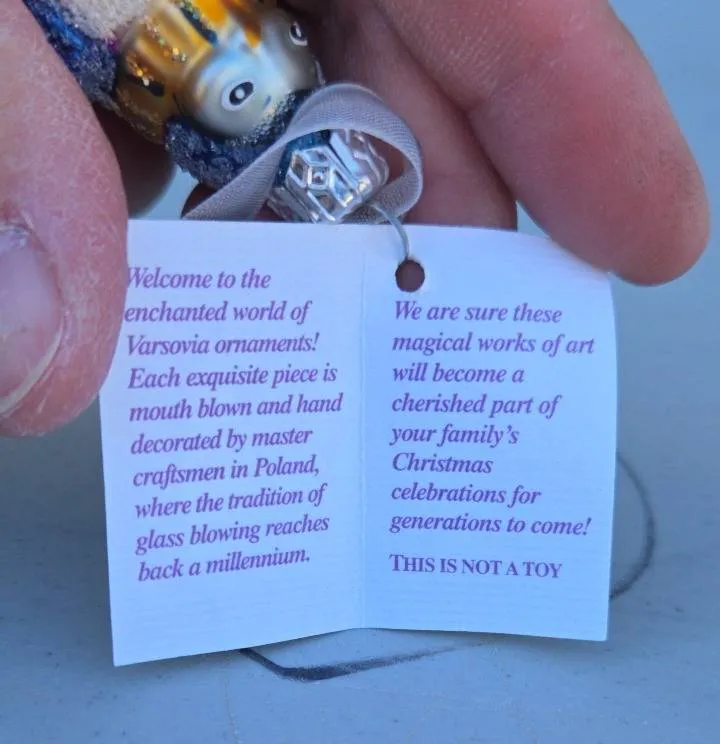 Welcome to the
enchanted world of
Varsovia ornaments!
Each exquisite piece is
mouth blown and hand
decorated by master
craftsmen in Poland,
where the tradition of
glass blowing reaches
back a millennium.
We are sure these
magical works of art
will become a
cherished part of
your family's
Christmas
celebrations for
generations to come!
THIS IS NOT A TOY